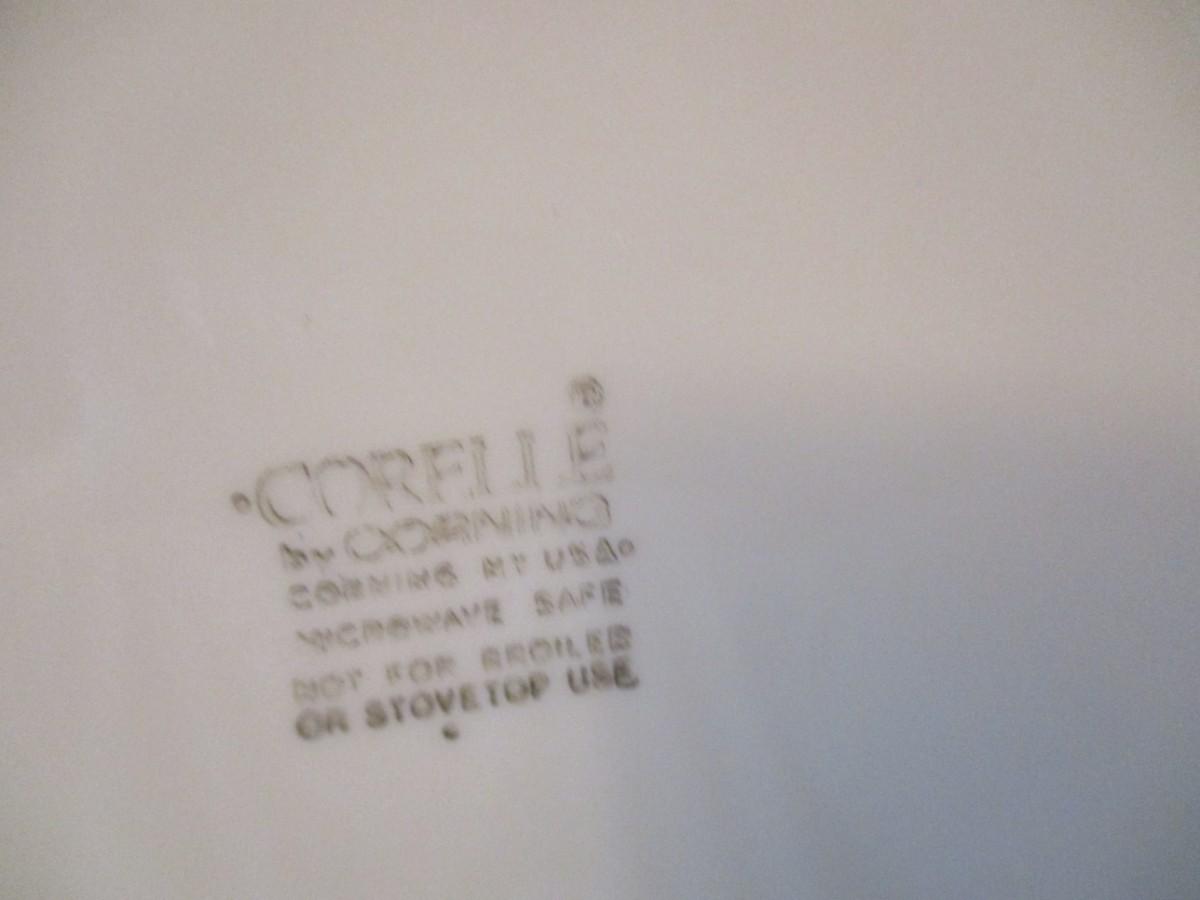 ®
CORELLE
by CORNING
CORNING NY USA
MICROWAVE SAFE
NOT FOR BROILER
OR STOVETOP USE